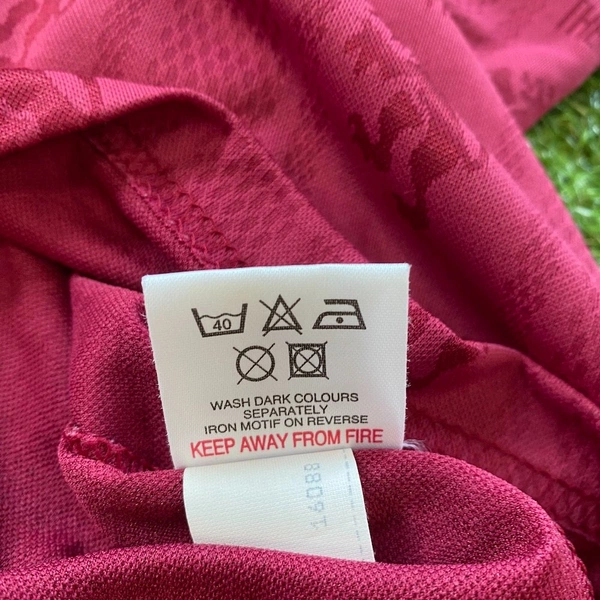 40
WASH DARK COLOURS
SEPARATELY
IRON MOTIF ON REVERSE
KEEP AWAY FROM FIRE
16088